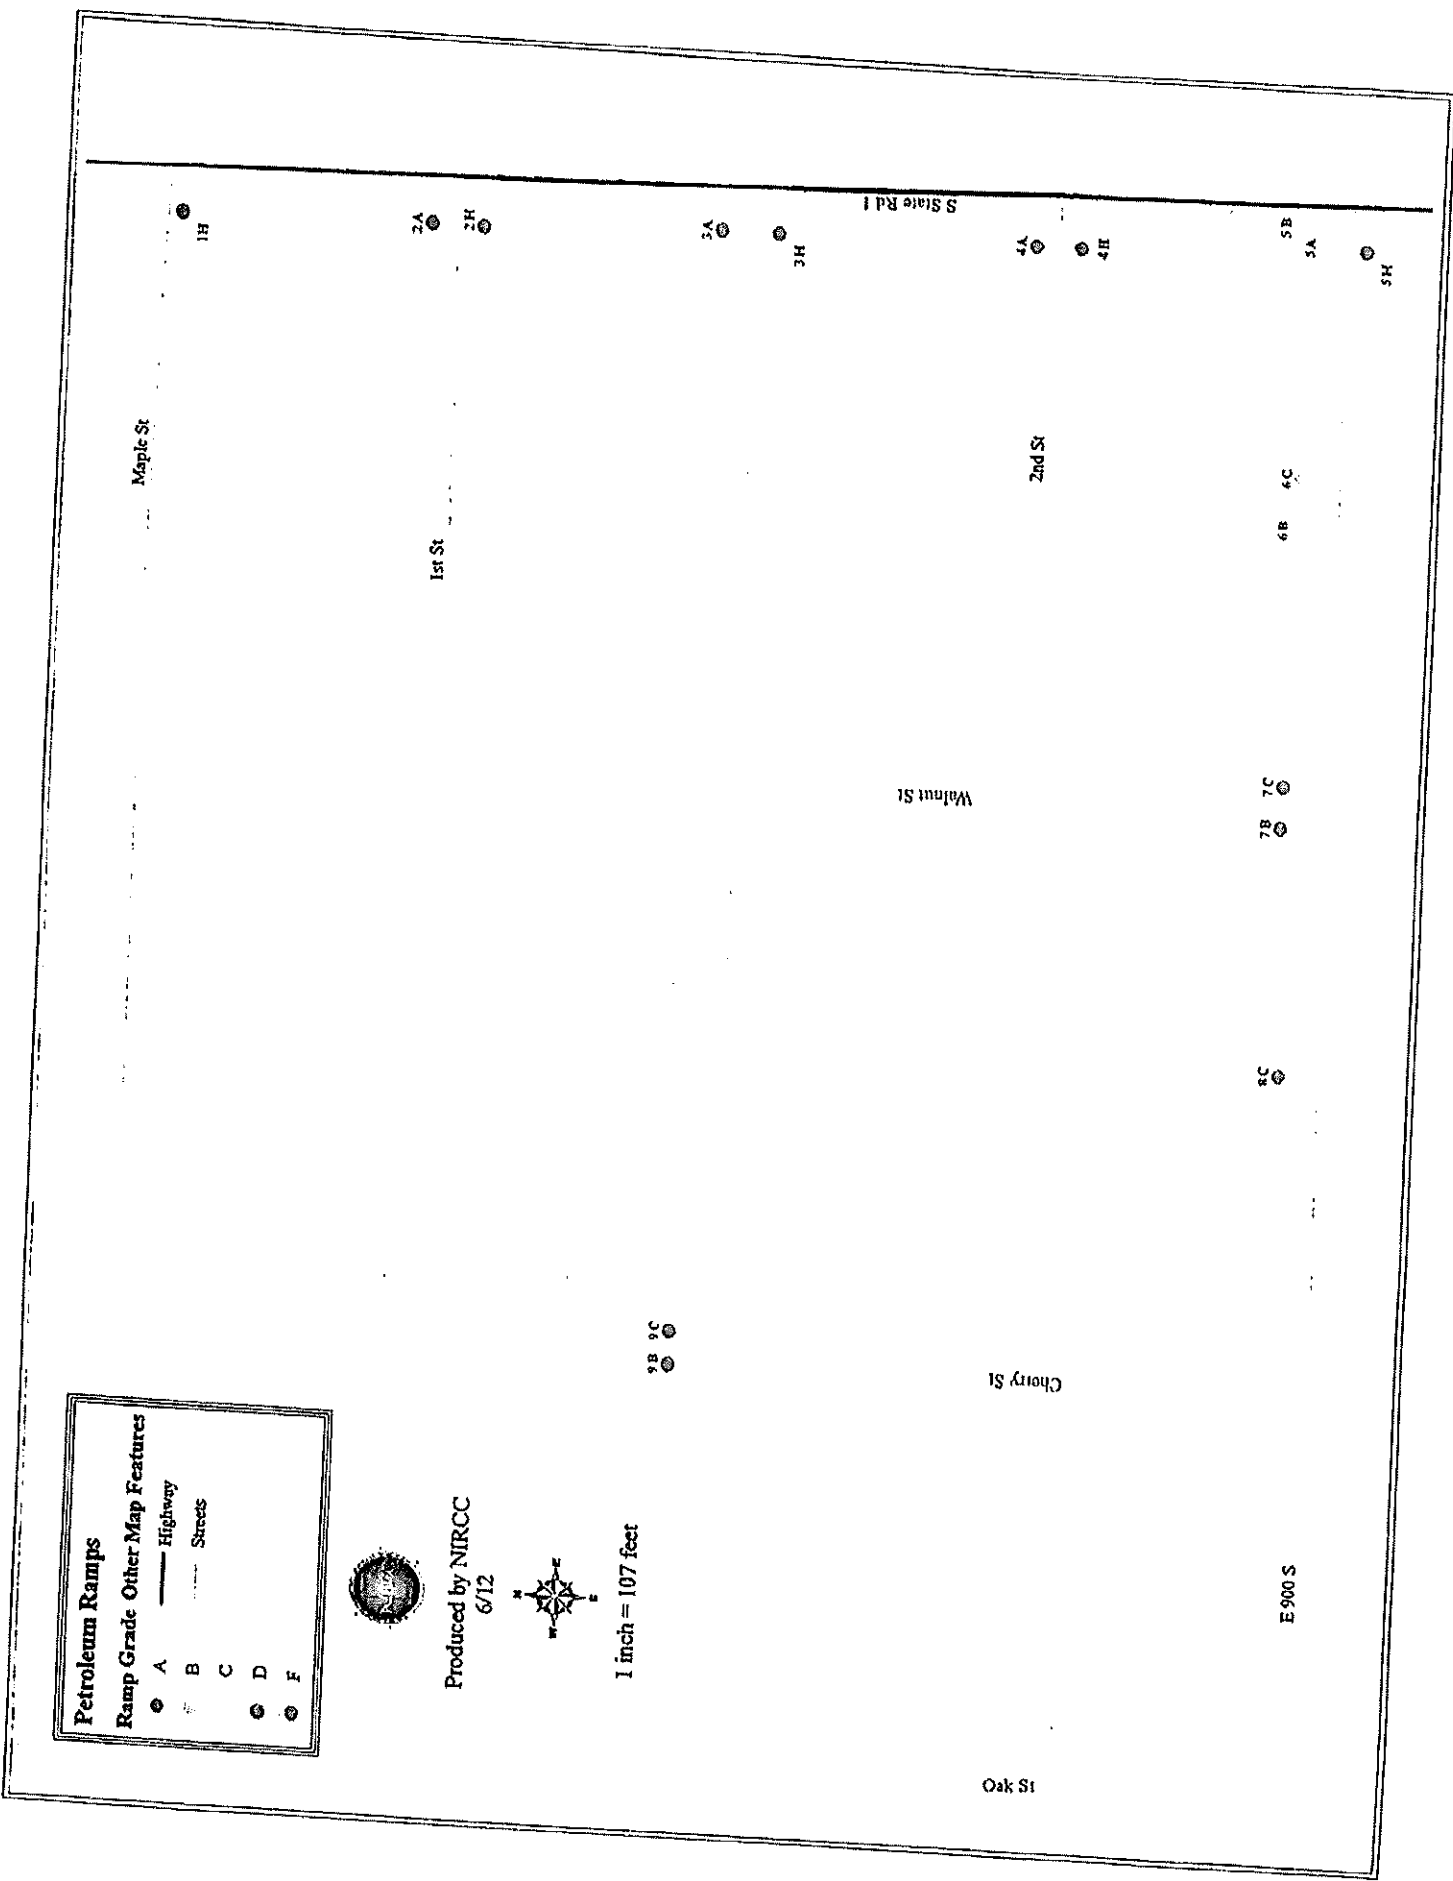 Petroleum Ramps
Ramp Grade Other Map Features
A
B
C
D
F
Highway
Streets
Produced by NIRCC
6/12
N
W E
S
1 inch = 107 feet
Maple St
1st St
2nd St
S State Rd 1
Walnut St
Cherry St
Oak St
E 900 S
1H
2A
2H
3A
3H
4A
4H
5B
5A
5H
6B 6C
7B 7C
8C
9B 9C